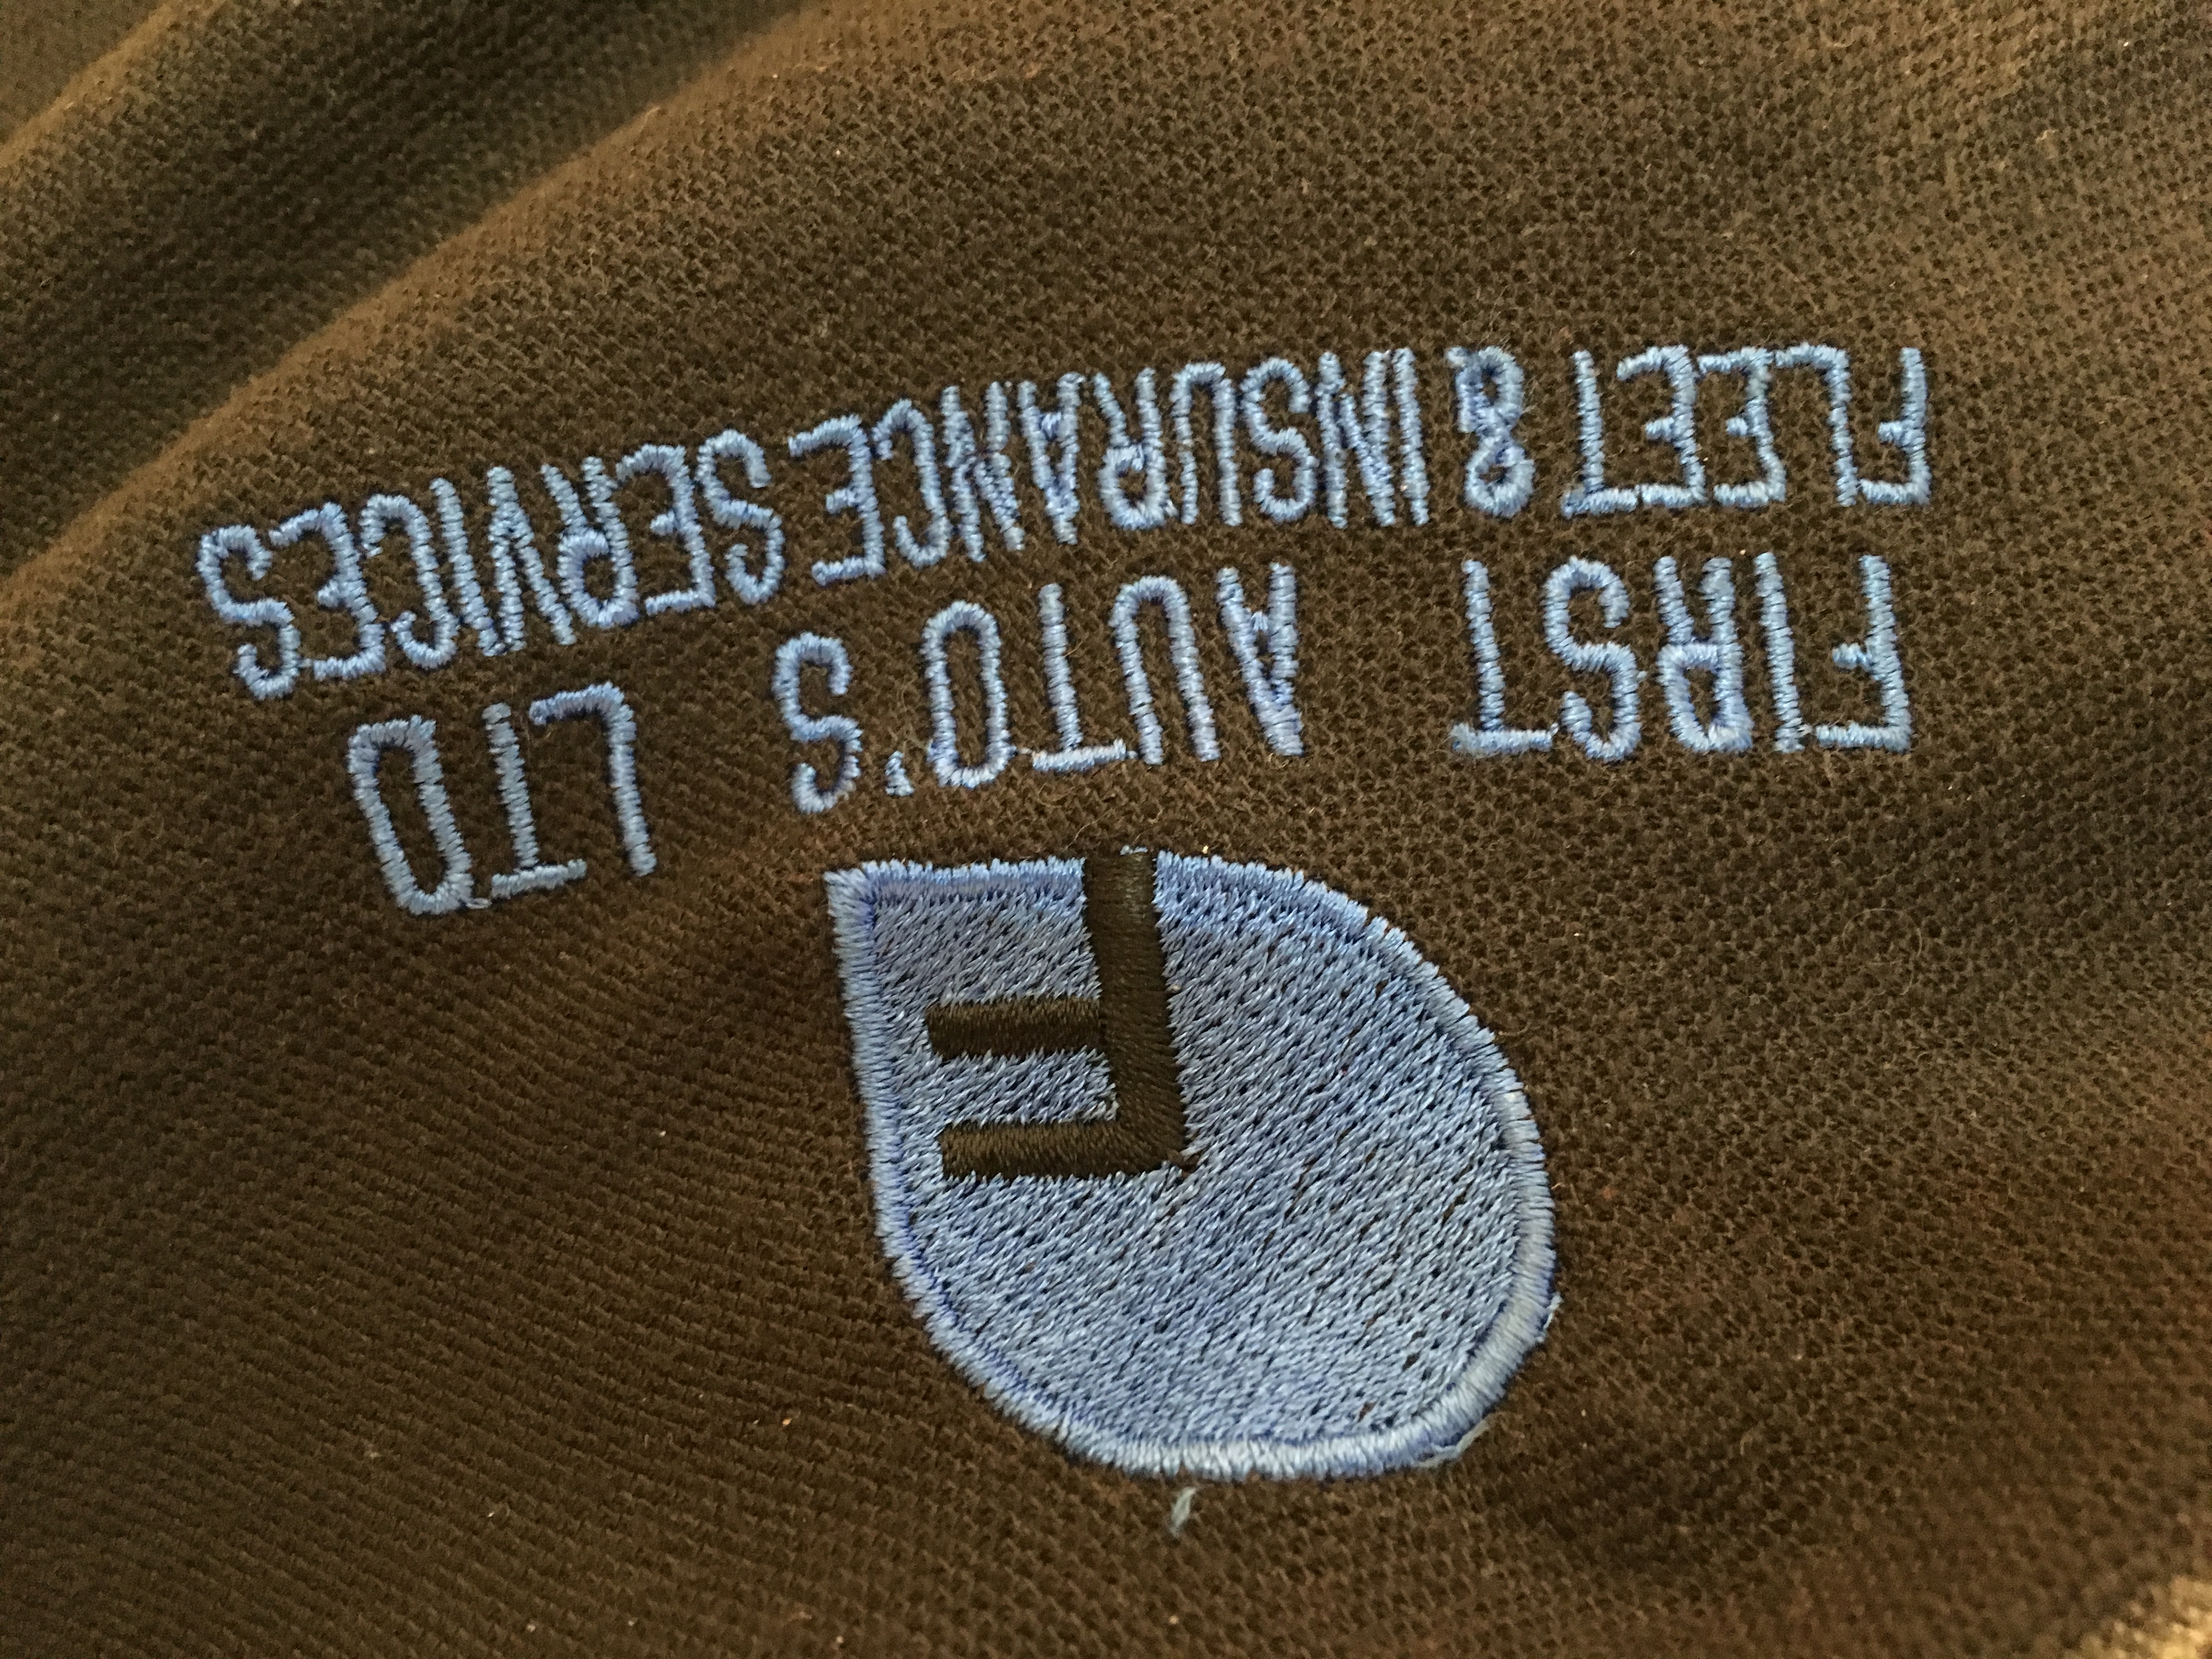 F
FIRST AUTO'S LTD
FLEET & INSURANCE SERVICES